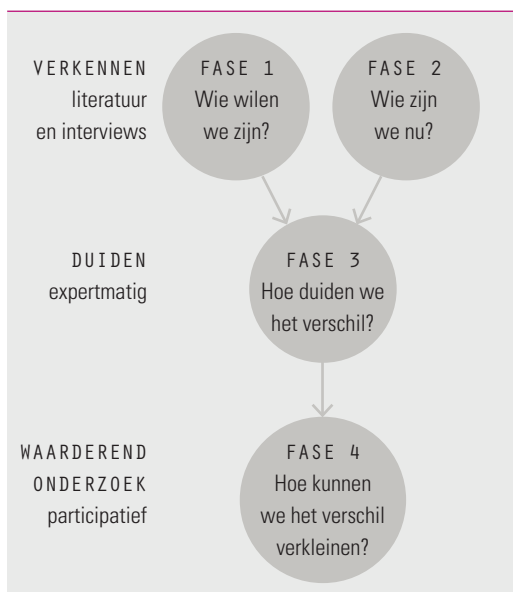 VERKENNEN
literatuur
en interviews
FASE 1
Wie wilen
we zijn?
FASE 2
Wie zijn
we nu?
DUIDEN
expertmatig
FASE 3
Hoe duiden we
het verschil?
WAARDEREND
ONDERZOEK
participatief
FASE 4
Hoe kunnen
we het verschil
verkleinen?